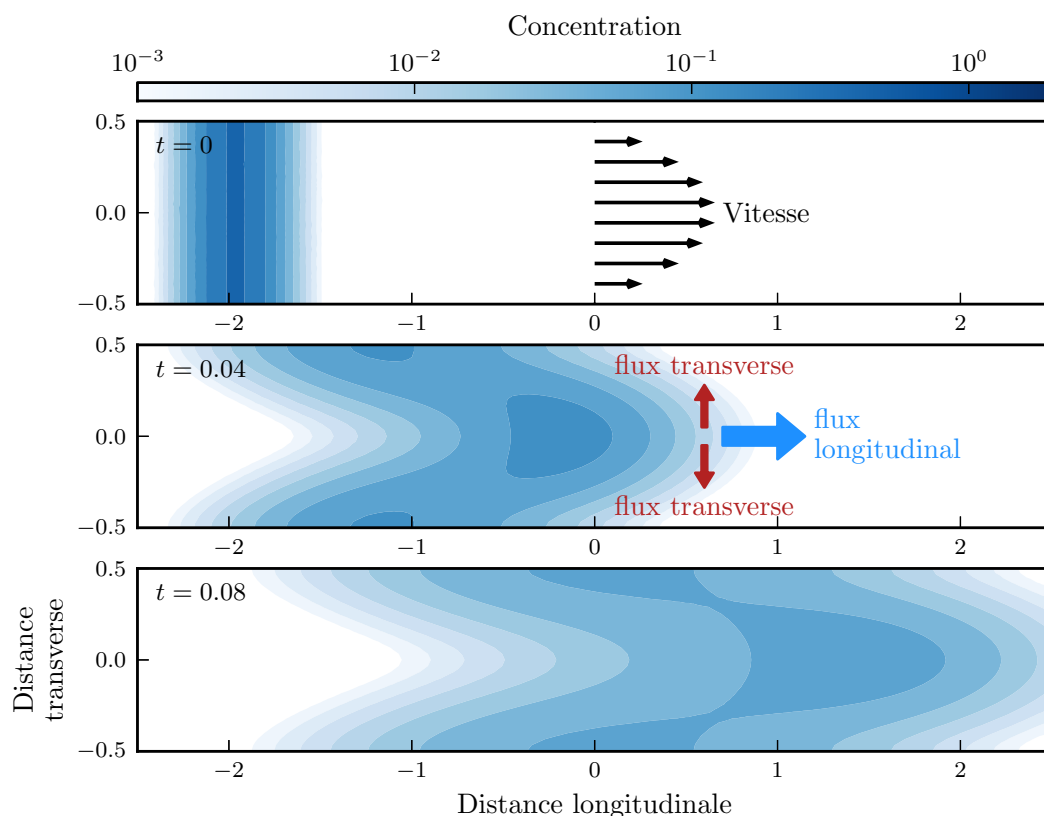 Concentration
10⁻³ 10⁻² 10⁻¹ 10⁰
0.5
t = 0
0.0
Vitesse
−0.5
−2 −1 0 1 2
0.5
t = 0.04
flux transverse
0.0
flux
longitudinal
flux transverse
−0.5
−2 −1 0 1 2
0.5
t = 0.08
0.0
Distance
transverse
−0.5
−2 −1 0 1 2
Distance longitudinale